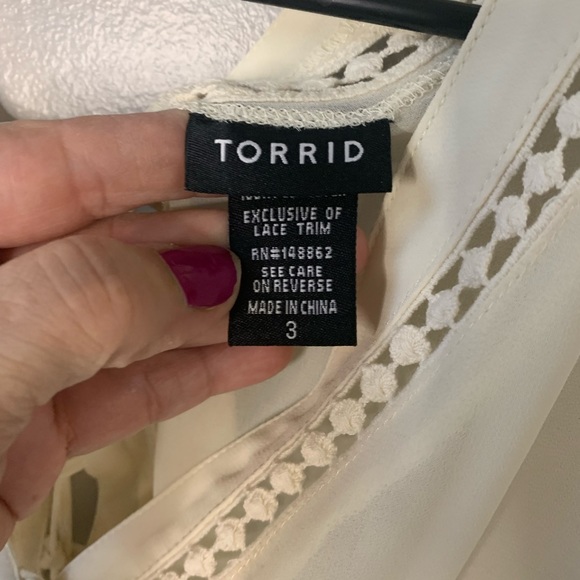 TORRID
EXCLUSIVE OF
LACE TRIM
RN#148862
SEE CARE
ON REVERSE
MADE IN CHINA
3